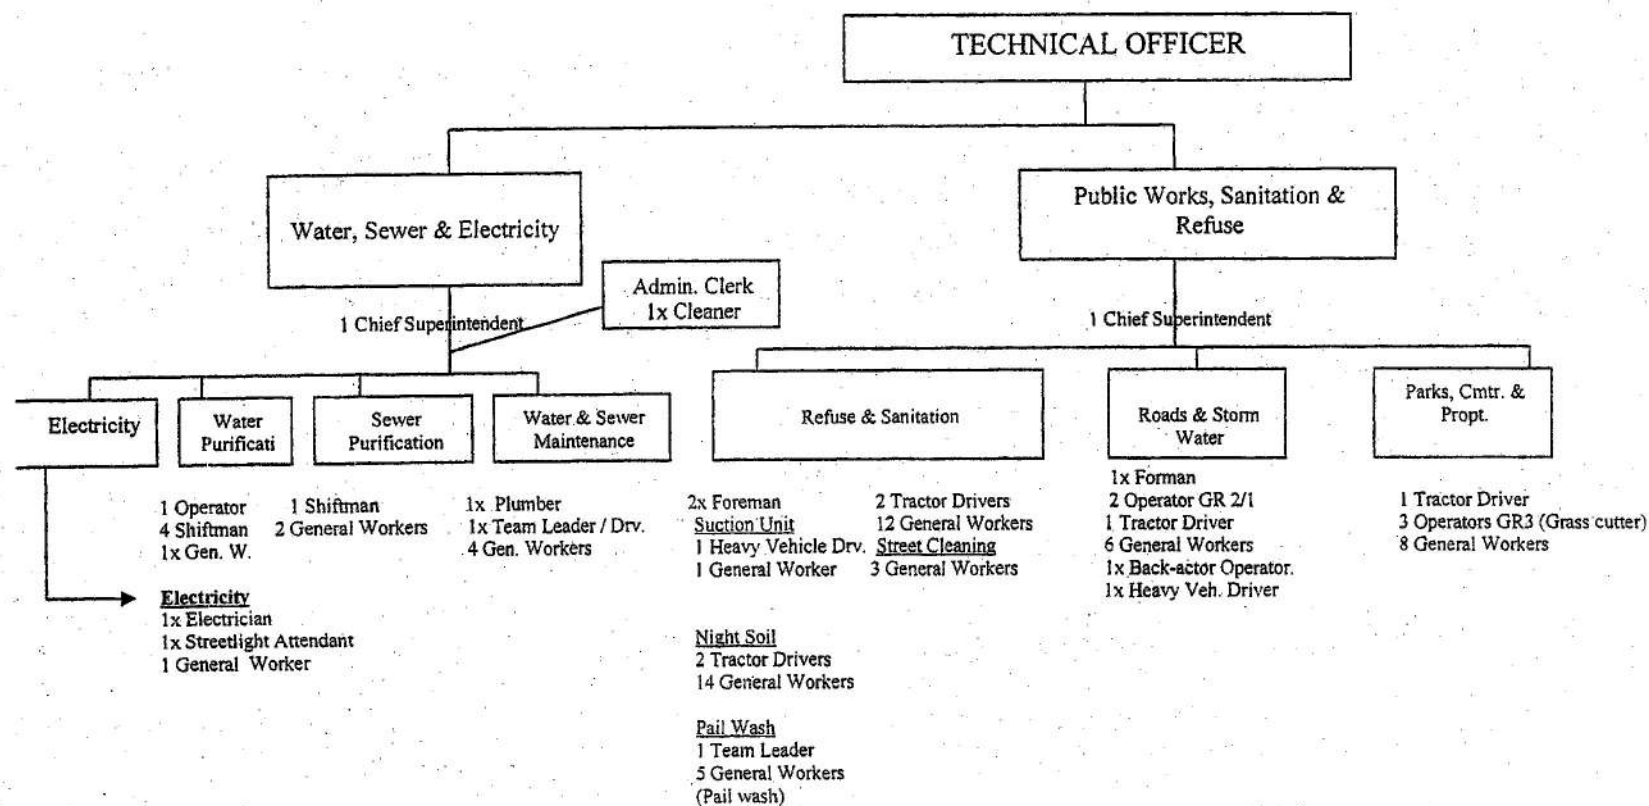 TECHNICAL OFFICER
Water, Sewer & Electricity
Public Works, Sanitation &
Refuse
Admin. Clerk
1x Cleaner
1 Chief Superintendent
1 Chief Superintendent
Electricity
Water
Purificati
Sewer
Purification
Water & Sewer
Maintenance
Refuse & Sanitation
Roads & Storm
Water
Parks, Cmtr. &
Propt.
1 Operator
4 Shiftman
1x Gen. W.
1 Shiftman
2 General Workers
1x Plumber
1x Team Leader / Drv.
4 Gen. Workers
2x Foreman
Suction Unit
1 Heavy Vehicle Drv.
1 General Worker
2 Tractor Drivers
12 General Workers
Street Cleaning
3 General Workers
1x Forman
2 Operator GR 2/1
1 Tractor Driver
6 General Workers
1x Back-actor Operator.
1x Heavy Veh. Driver
1 Tractor Driver
3 Operators GR3 (Grass cutter)
8 General Workers
Electricity
1x Electrician
1x Streetlight Attendant
1 General Worker
Night Soil
2 Tractor Drivers
14 General Workers
Pail Wash
1 Team Leader
5 General Workers
(Pail wash)